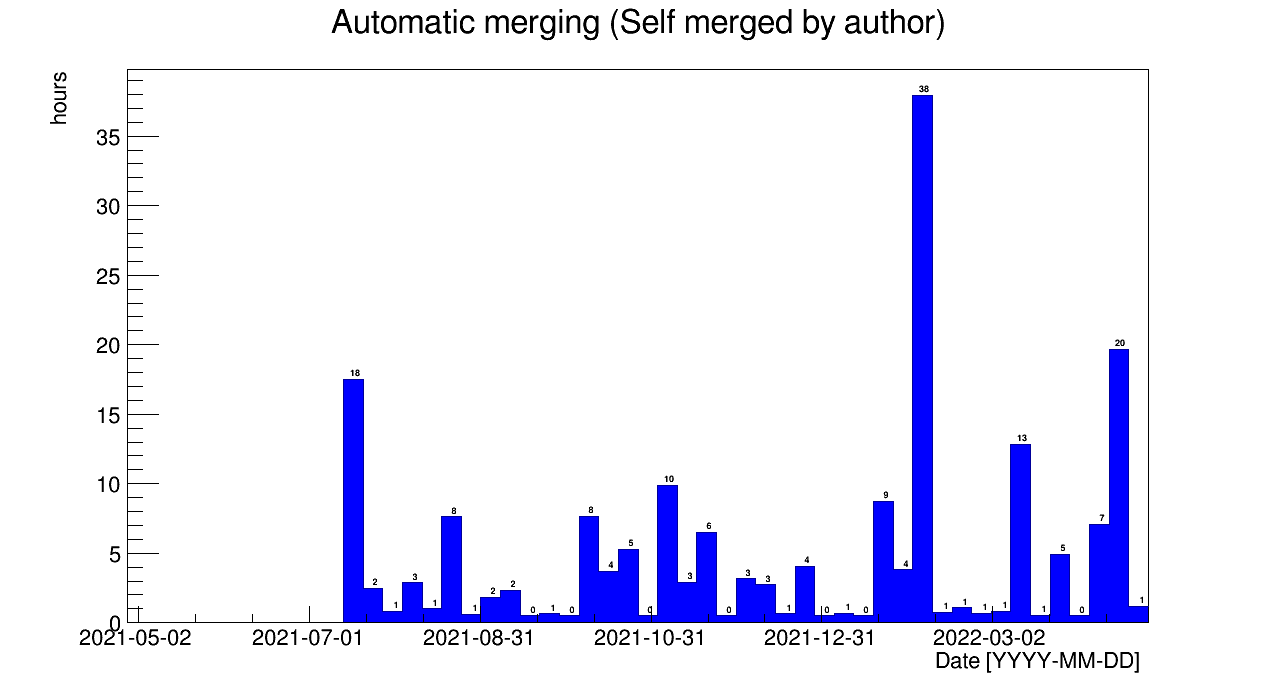 Automatic merging (Self merged by author)
hours
35
30
25
20
15
10
5
0
18 2 1 3 1 8 1 2 2 0 1 0 8 4 5 0 10 3 6 0 3 3 1 4 0 1 0 9 4 38 1 1 1 1 13 1 5 0 7 20 1
2021-05-02 2021-07-01 2021-08-31 2021-10-31 2021-12-31 2022-03-02
Date [YYYY-MM-DD]